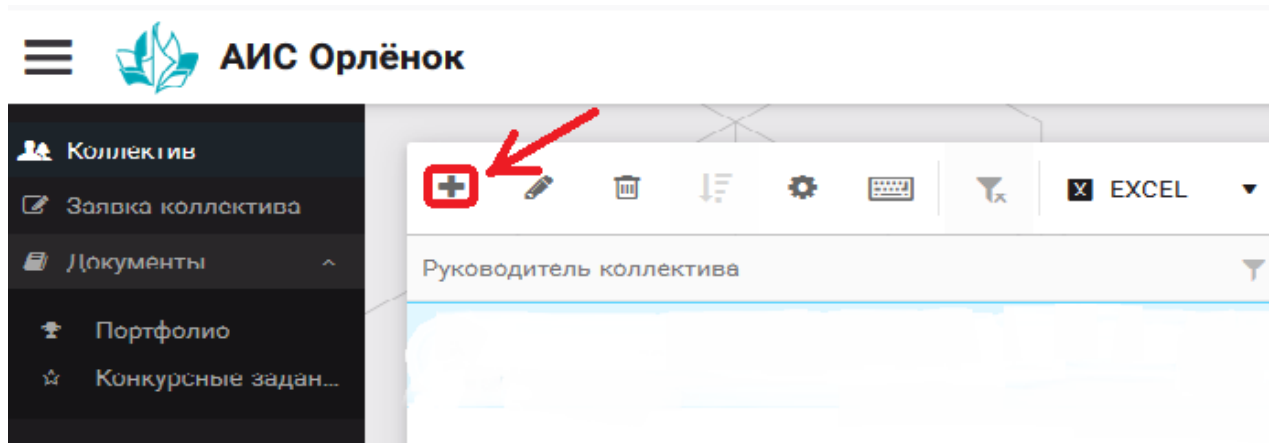 АИС Орлёнок
Коллектив
Заявка коллектива
Документы
Портфолио
Конкурсные задан...
X EXCEL
Руководитель коллектива